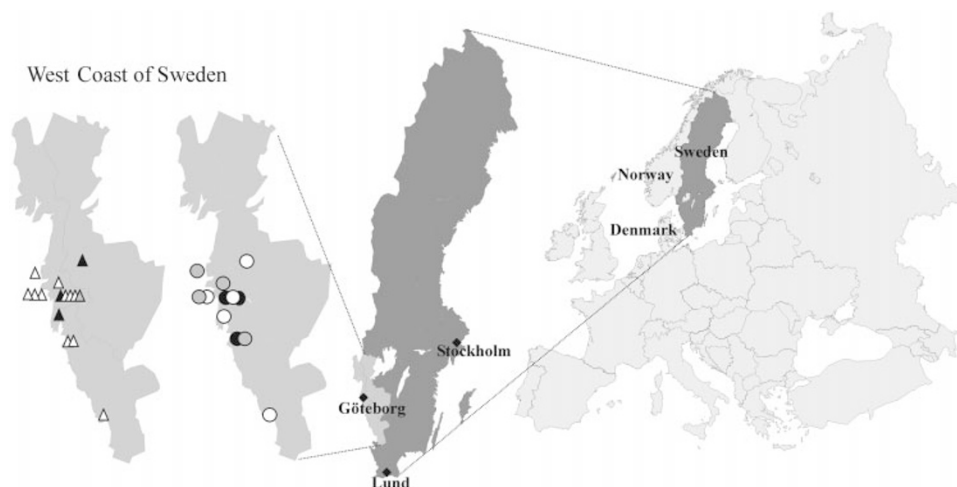 West Coast of Sweden
Sweden
Norway
Denmark
Stockholm
Göteborg
Lund